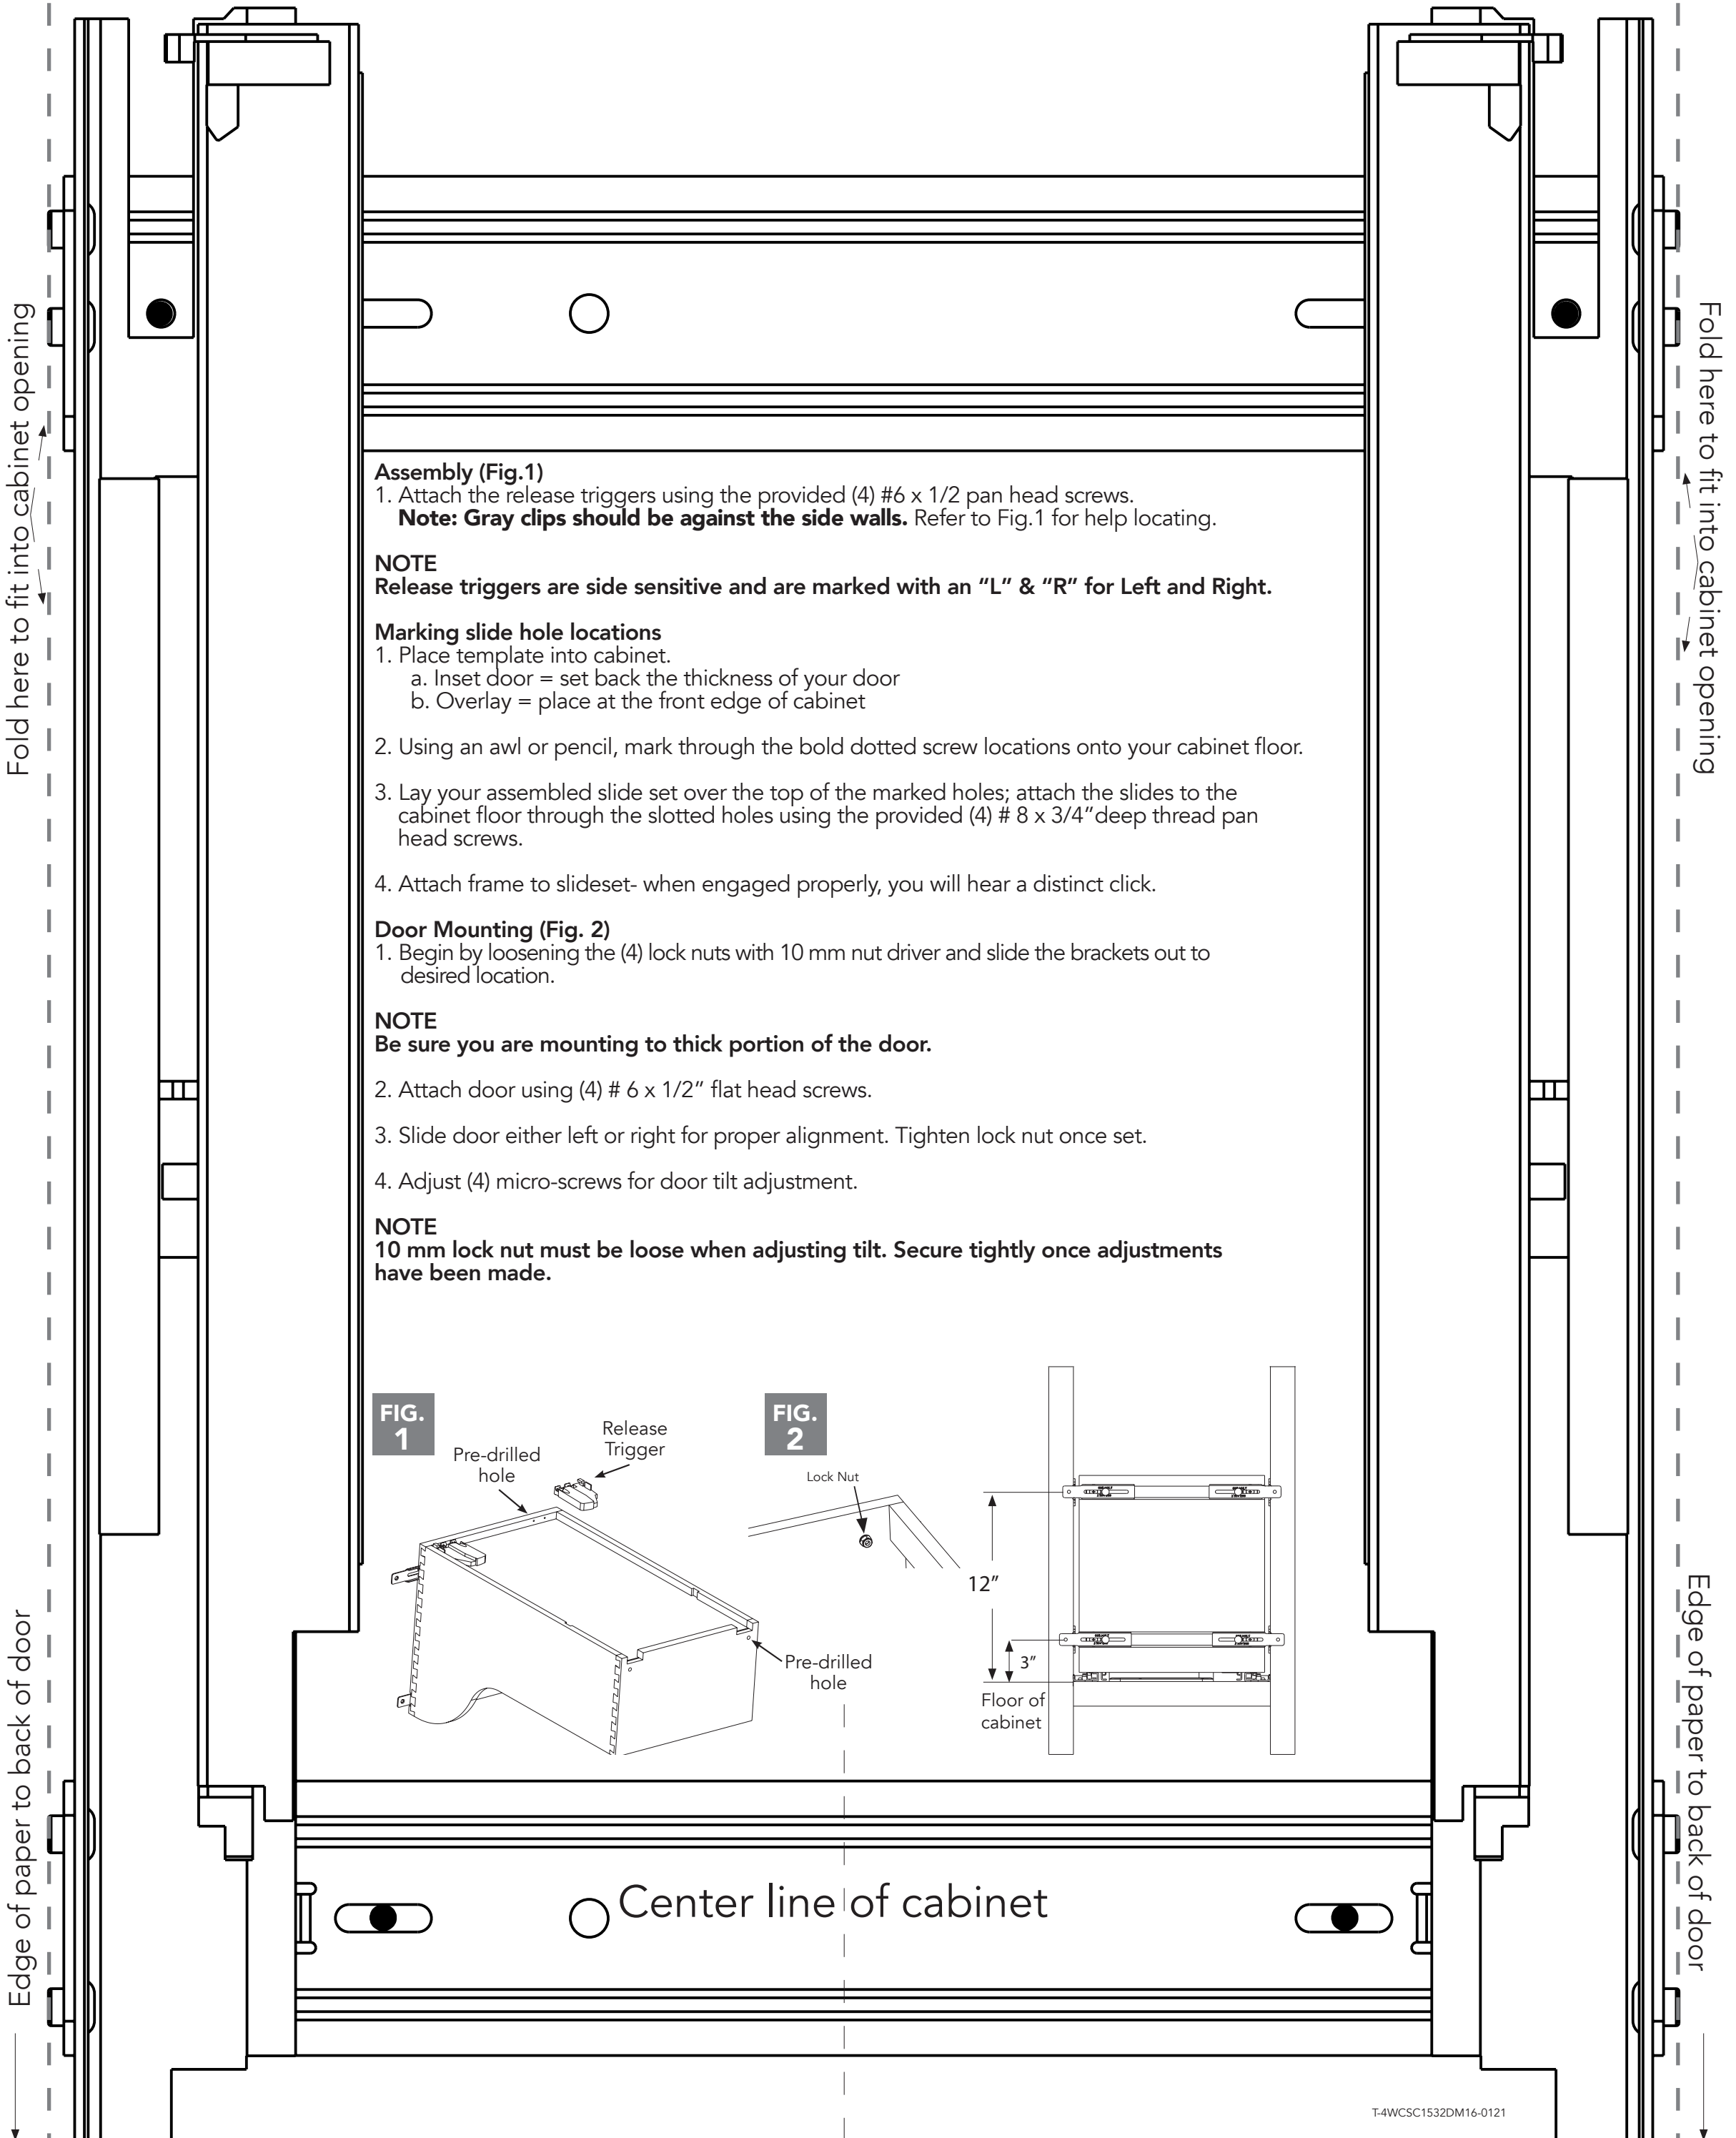 Fold here to fit into cabinet opening
Fold here to fit into cabinet opening
Assembly (Fig.1)
1. Attach the release triggers using the provided (4) #6 x 1/2 pan head screws.
Note: Gray clips should be against the side walls. Refer to Fig.1 for help locating.
NOTE
Release triggers are side sensitive and are marked with an “L” & “R” for Left and Right.
Marking slide hole locations
1. Place template into cabinet.
a. Inset door = set back the thickness of your door
b. Overlay = place at the front edge of cabinet
2. Using an awl or pencil, mark through the bold dotted screw locations onto your cabinet floor.
3. Lay your assembled slide set over the top of the marked holes; attach the slides to the
cabinet floor through the slotted holes using the provided (4) # 8 x 3/4“deep thread pan
head screws.
4. Attach frame to slideset- when engaged properly, you will hear a distinct click.
Door Mounting (Fig. 2)
1. Begin by loosening the (4) lock nuts with 10 mm nut driver and slide the brackets out to
desired location.
NOTE
Be sure you are mounting to thick portion of the door.
2. Attach door using (4) # 6 x 1/2” flat head screws.
3. Slide door either left or right for proper alignment. Tighten lock nut once set.
4. Adjust (4) micro-screws for door tilt adjustment.
NOTE
10 mm lock nut must be loose when adjusting tilt. Secure tightly once adjustments
have been made.
FIG.
1
Pre-drilled
hole
Release
Trigger
Pre-drilled
hole
FIG.
2
Lock Nut
12”
3”
Floor of
cabinet
Edge of paper to back of door
Edge of paper to back of door
Center line of cabinet
T-4WCSC1532DM16-0121